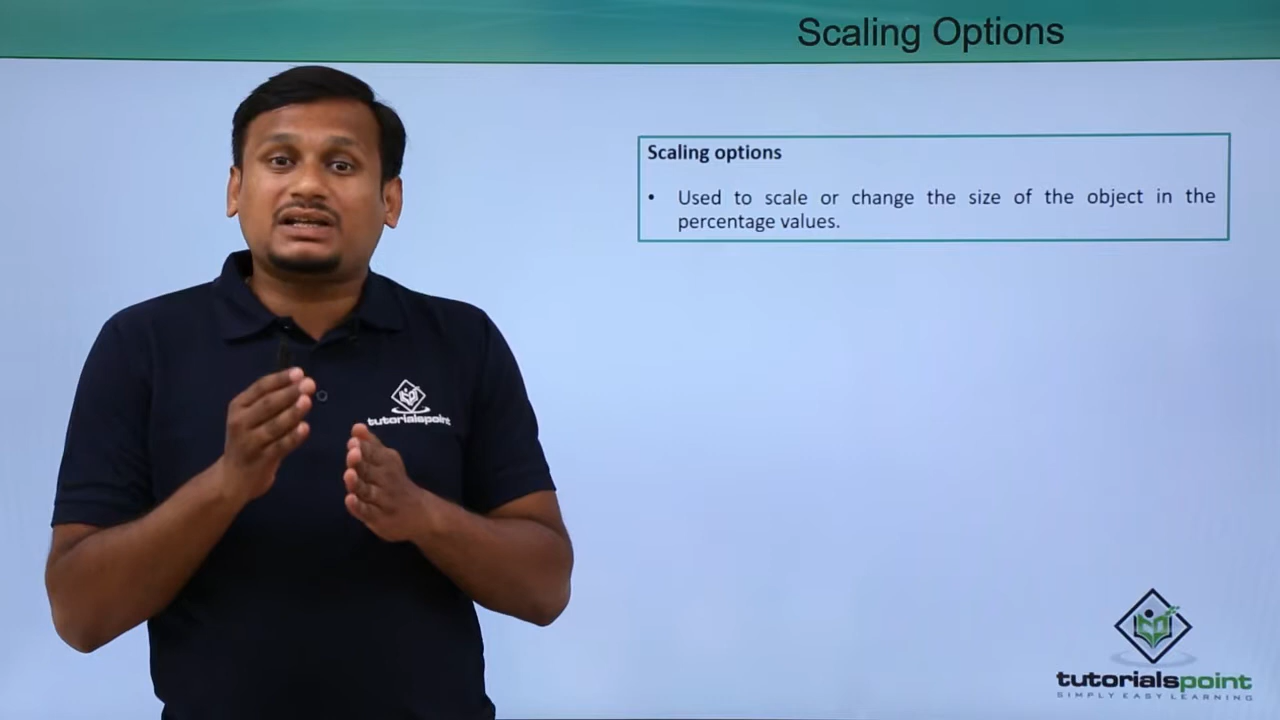 Scaling Options
Scaling options
• Used to scale or change the size of the object in the
percentage values.
tutorialspoint
tutorialspoint
SIMPLY EASY LEARNING